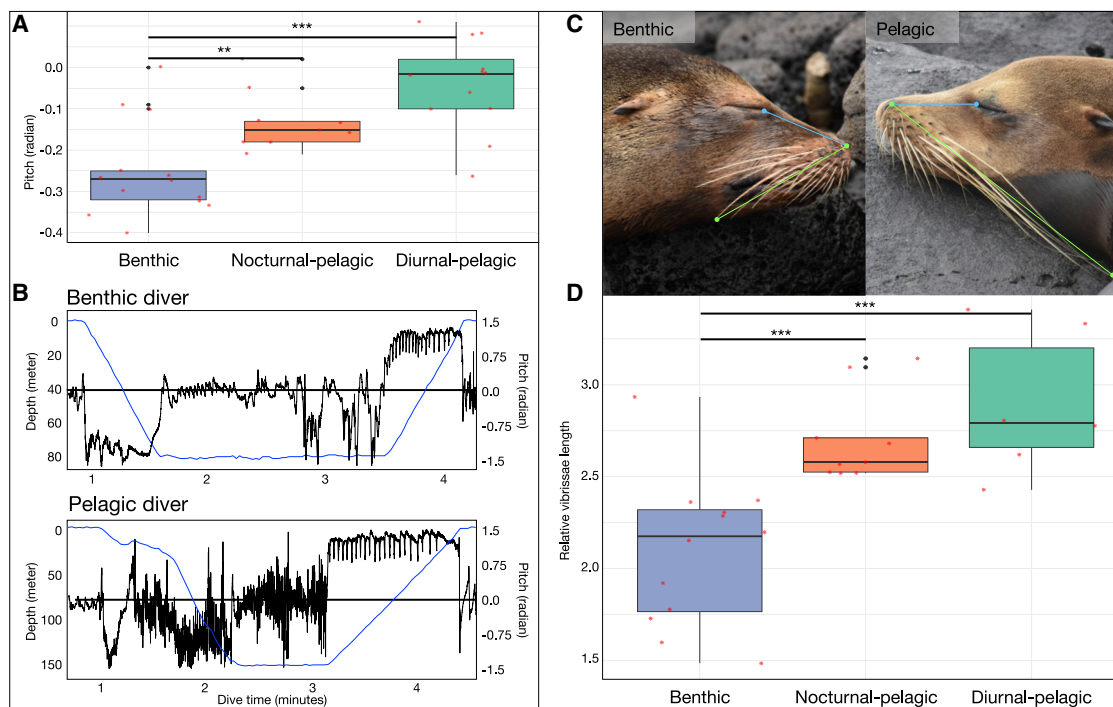 A
***
**
Pitch (radian)
0.0
-0.1
-0.2
-0.3
-0.4
Benthic Nocturnal-pelagic Diurnal-pelagic
B
Benthic diver
Depth (meter)
0
20
40
60
80
1.5
0.75
0.0
-0.75
-1.5
Pitch (radian)
1 2 3 4
Pelagic diver
Depth (meter)
0
50
100
150
1.5
0.75
0.0
-0.75
-1.5
Pitch (radian)
1 2 3 4
Dive time (minutes)
C
Benthic
Pelagic
D
***
***
Relative vibrissae length
3.0
2.5
2.0
1.5
Benthic Nocturnal-pelagic Diurnal-pelagic